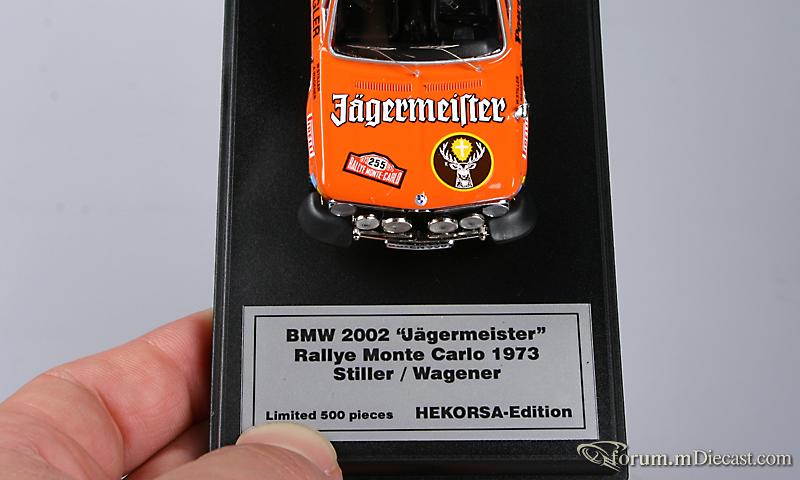 Jägermeiſter
255
RALLYE MONTE-CARLO
BMW 2002 “Jägermeister”
Rallye Monte Carlo 1973
Stiller / Wagener
Limited 500 pieces HEKORSA-Edition
forum.mDiecast.com